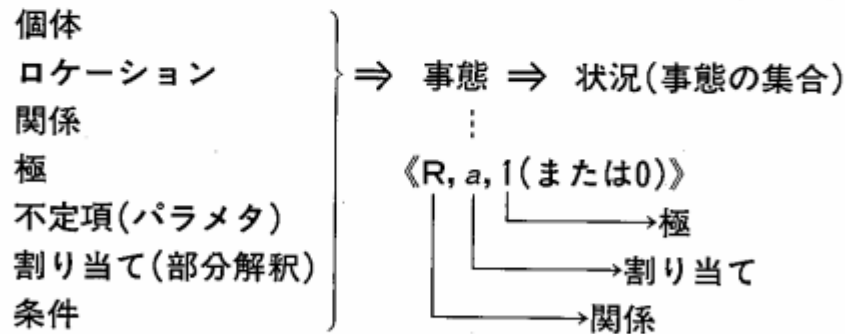 個体
ロケーション
関係
極
不定項(パラメタ)
割り当て(部分解釈)
条件
⇒ 事態 ⇒ 状況(事態の集合)
《R, a, 1(または0)》
極
割り当て
関係